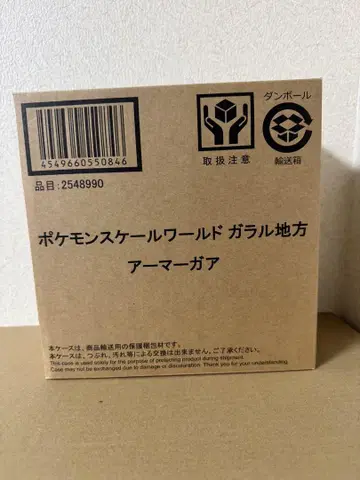 4549660550846
品目:2548990
取扱注意
ダンボール
輸送箱
ポケモンスケールワールド ガラル地方
アーマーガア
本ケースは、商品輸送用の保護梱包材です。
本ケースは、つぶれ、汚れ等による交換は出来ません。ご了承ください。
This case is used solely for the purpose of protecting product during shipment.
Case may not be exchanged due to damage or discolouration. Thank you for your understanding.